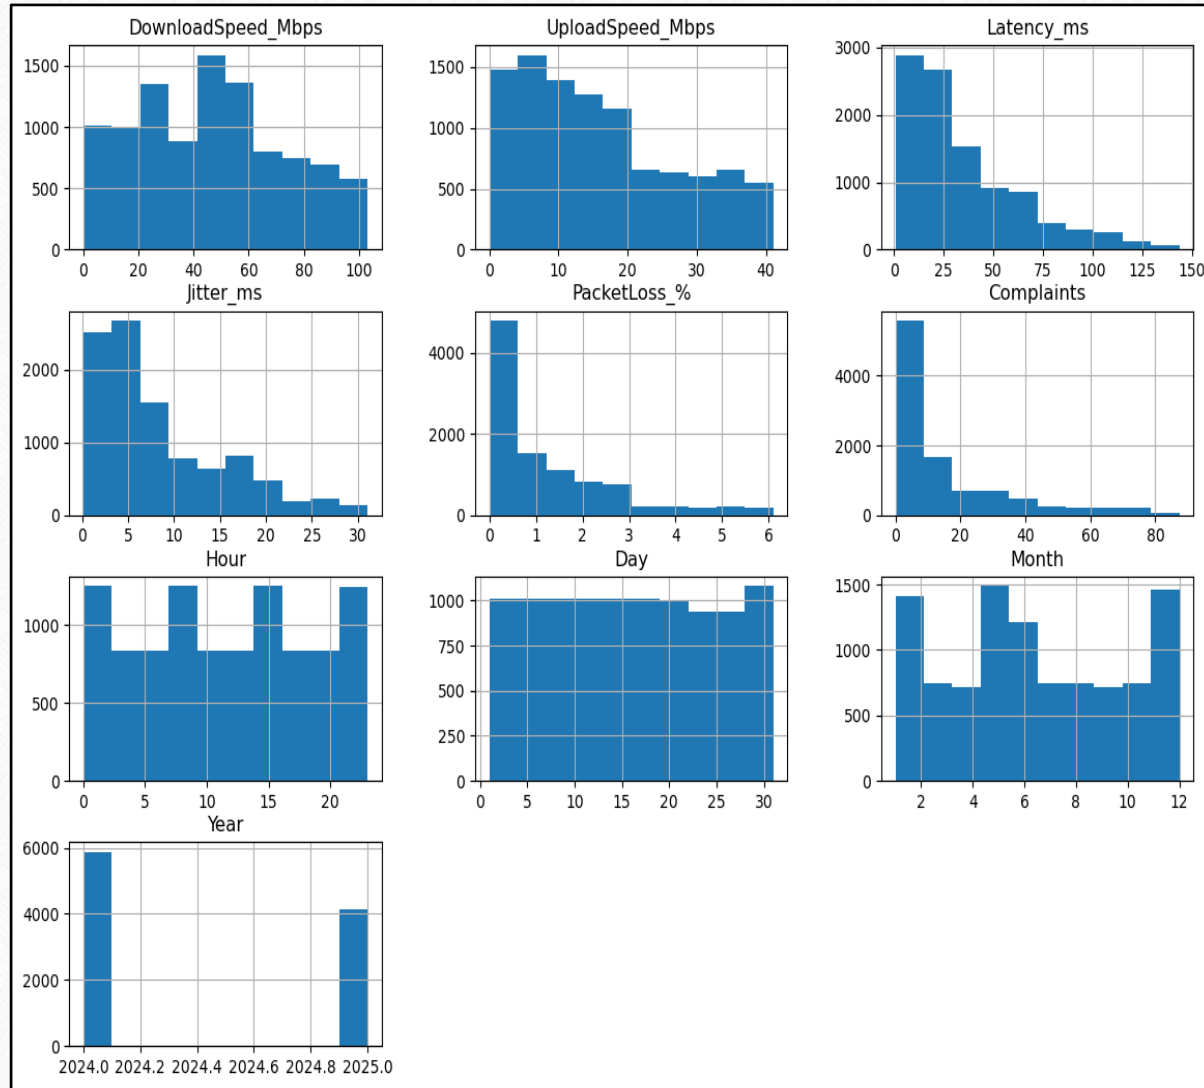 DownloadSpeed_Mbps
1500
1000
500
0
0 20 40 60 80 100
UploadSpeed_Mbps
1500
1000
500
0
0 10 20 30 40
Latency_ms
3000
2000
1000
0
0 25 50 75 100 125 150
Jitter_ms
2000
1000
0
0 5 10 15 20 25 30
PacketLoss_%
4000
2000
0
0 1 2 3 4 5 6
Complaints
4000
2000
0
0 20 40 60 80
Hour
1000
500
0
0 5 10 15 20
Day
1000
750
500
250
0
0 5 10 15 20 25 30
Month
1500
1000
500
0
2 4 6 8 10 12
Year
6000
4000
2000
0
2024.0 2024.2 2024.4 2024.6 2024.8 2025.0